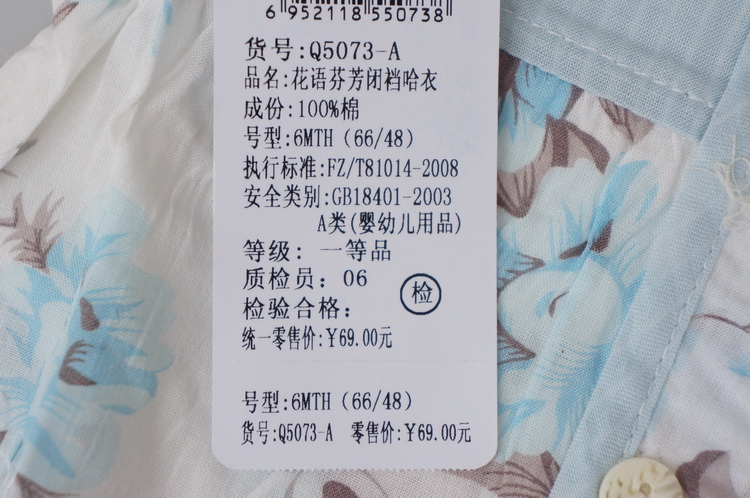 6 952118 550738
货号:Q5073-A
品名:花语芬芳闭裆哈衣
成份:100%棉
号型:6MTH（66/48）
执行标准:FZ/T81014-2008
安全类别:GB18401-2003
A类(婴幼儿用品)
等级: 一等品
质检员: 06
检验合格: 检
统一零售价:¥69.00元
号型:6MTH（66/48）
货号:Q5073-A 零售价:¥69.00元